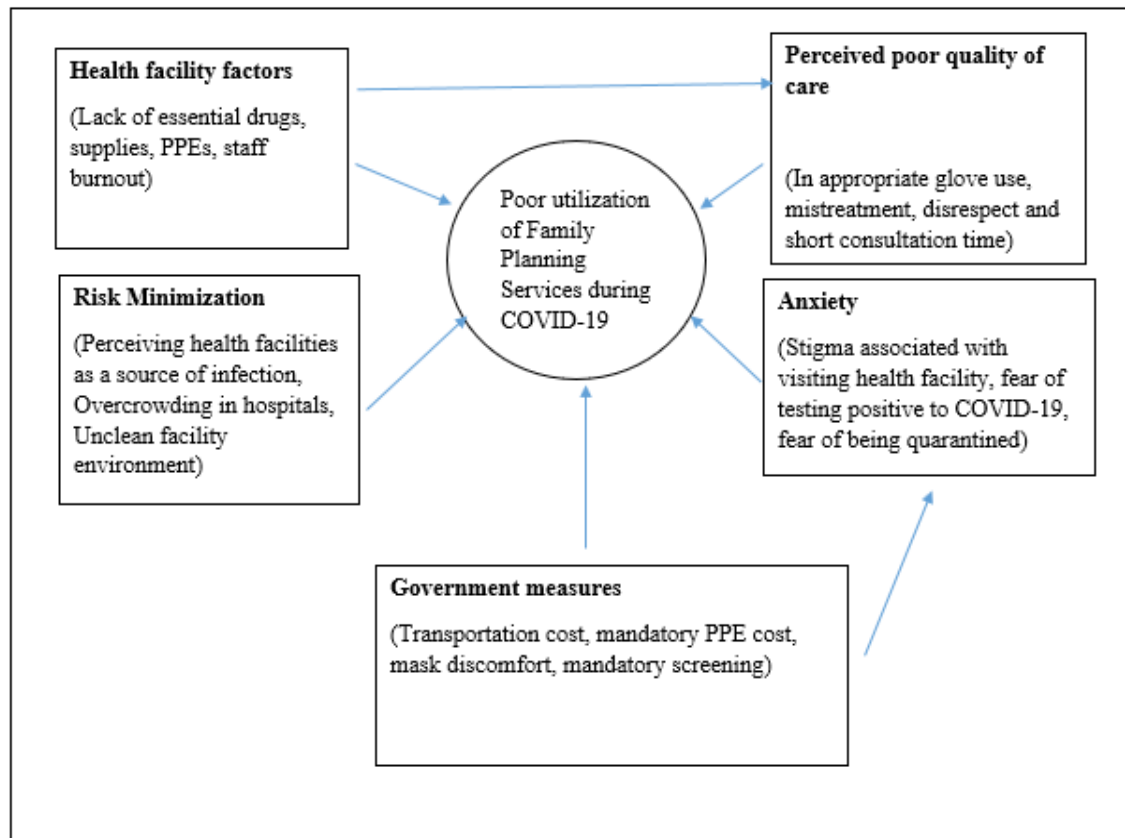 Health facility factors
(Lack of essential drugs,
supplies, PPEs, staff
burnout)
Perceived poor quality of
care
(In appropriate glove use,
mistreatment, disrespect and
short consultation time)
Poor utilization
of Family
Planning
Services during
COVID-19
Risk Minimization
(Perceiving health facilities
as a source of infection,
Overcrowding in hospitals,
Unclean facility
environment)
Anxiety
(Stigma associated with
visiting health facility, fear of
testing positive to COVID-19,
fear of being quarantined)
Government measures
(Transportation cost, mandatory PPE cost,
mask discomfort, mandatory screening)